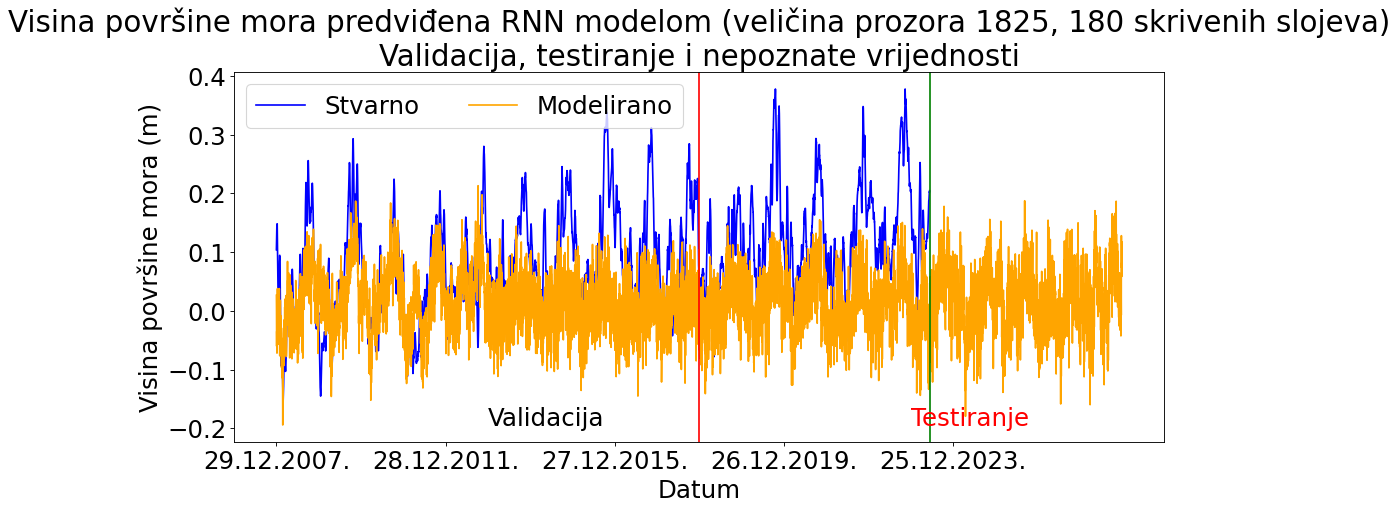 Visina površine mora predviđena RNN modelom (veličina prozora 1825, 180 skrivenih slojeva)
Validacija, testiranje i nepoznate vrijednosti
Stvarno
Modelirano
Visina površine mora (m)
0.4
0.3
0.2
0.1
0.0
−0.1
−0.2
Validacija
Testiranje
29.12.2007.
28.12.2011.
27.12.2015.
26.12.2019.
25.12.2023.
Datum